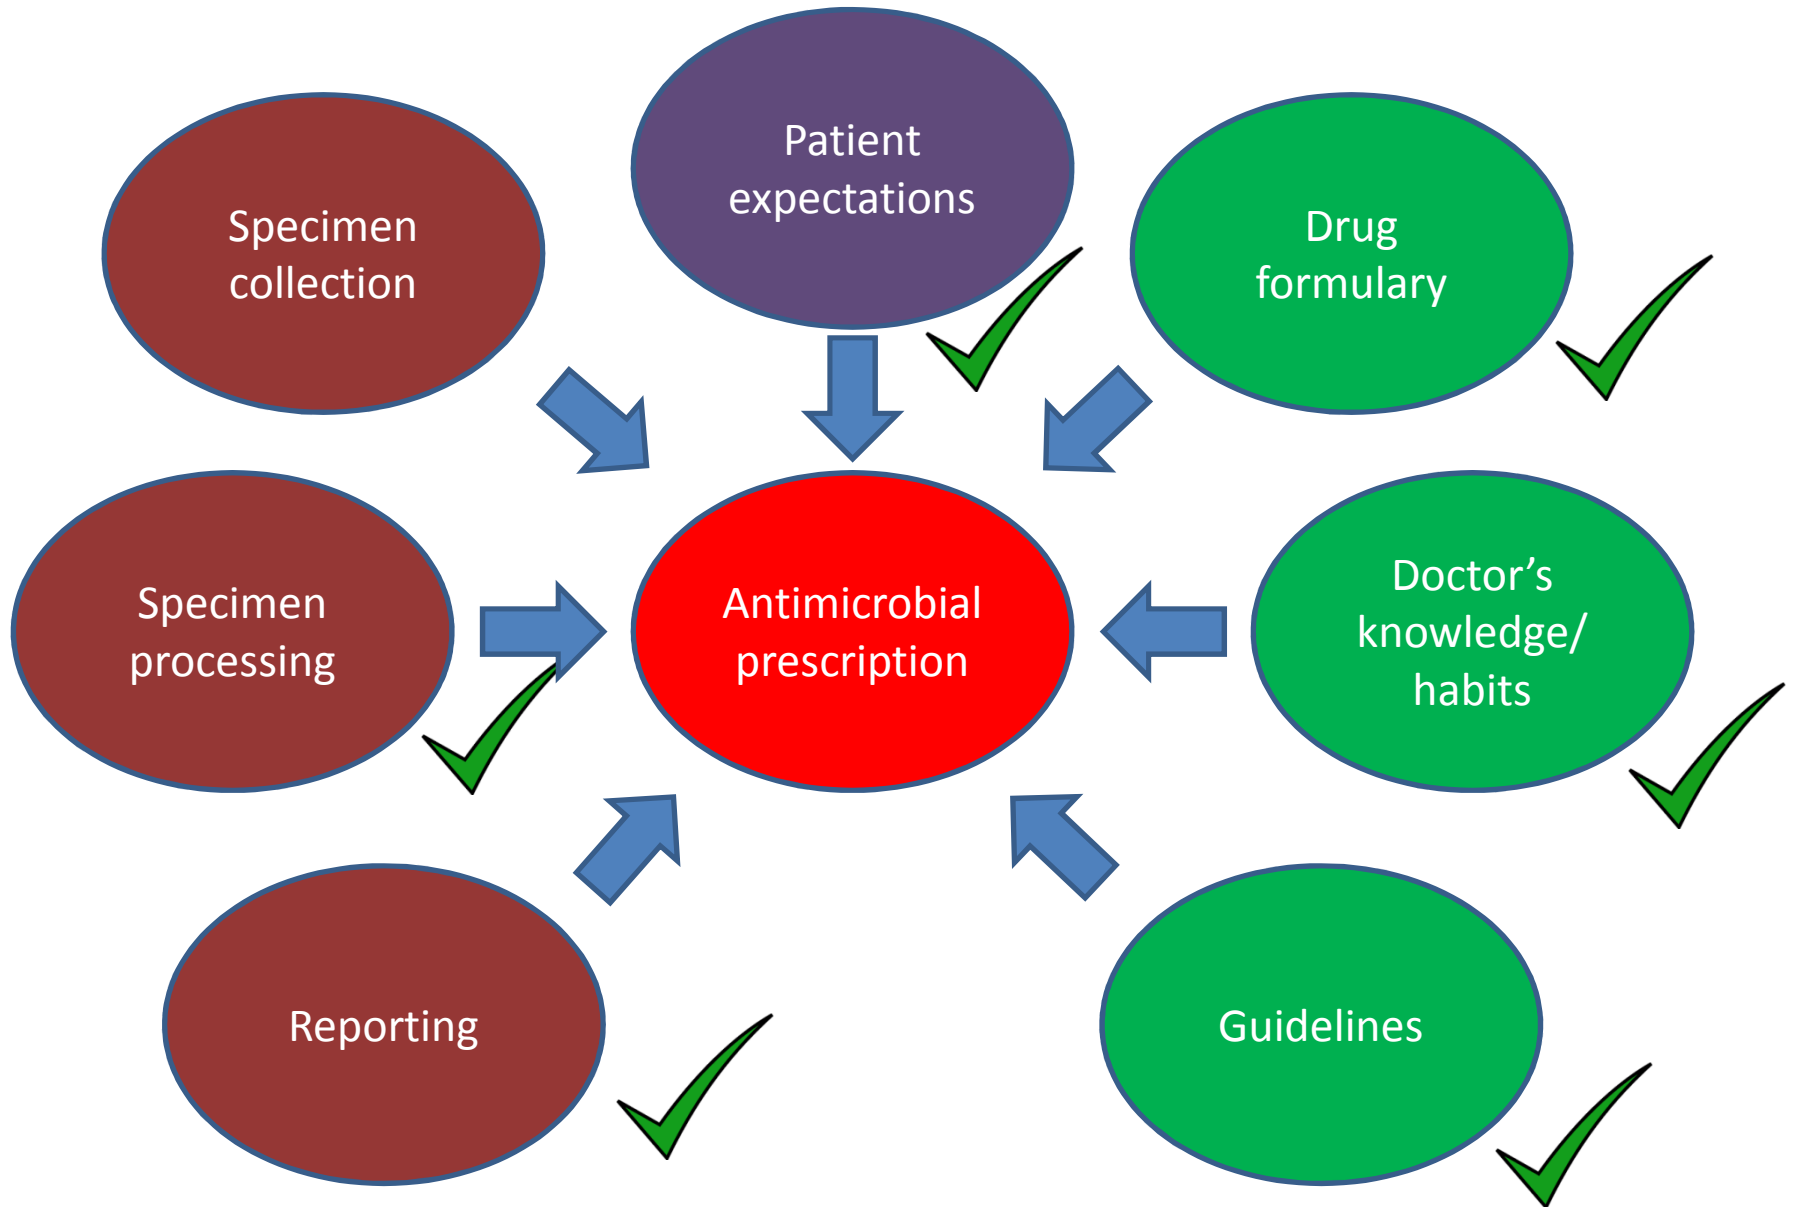 Patient
expectations
Specimen
collection
Drug
formulary
Specimen
processing
Antimicrobial
prescription
Doctor’s
knowledge/
habits
Reporting
Guidelines